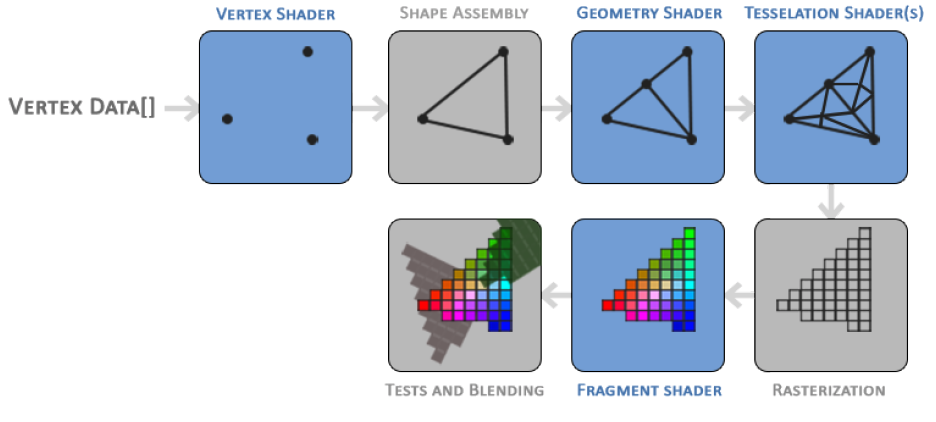 VERTEX SHADER
SHAPE ASSEMBLY
GEOMETRY SHADER
TESSELATION SHADER(S)
VERTEX DATA[]
TESTS AND BLENDING
FRAGMENT SHADER
RASTERIZATION